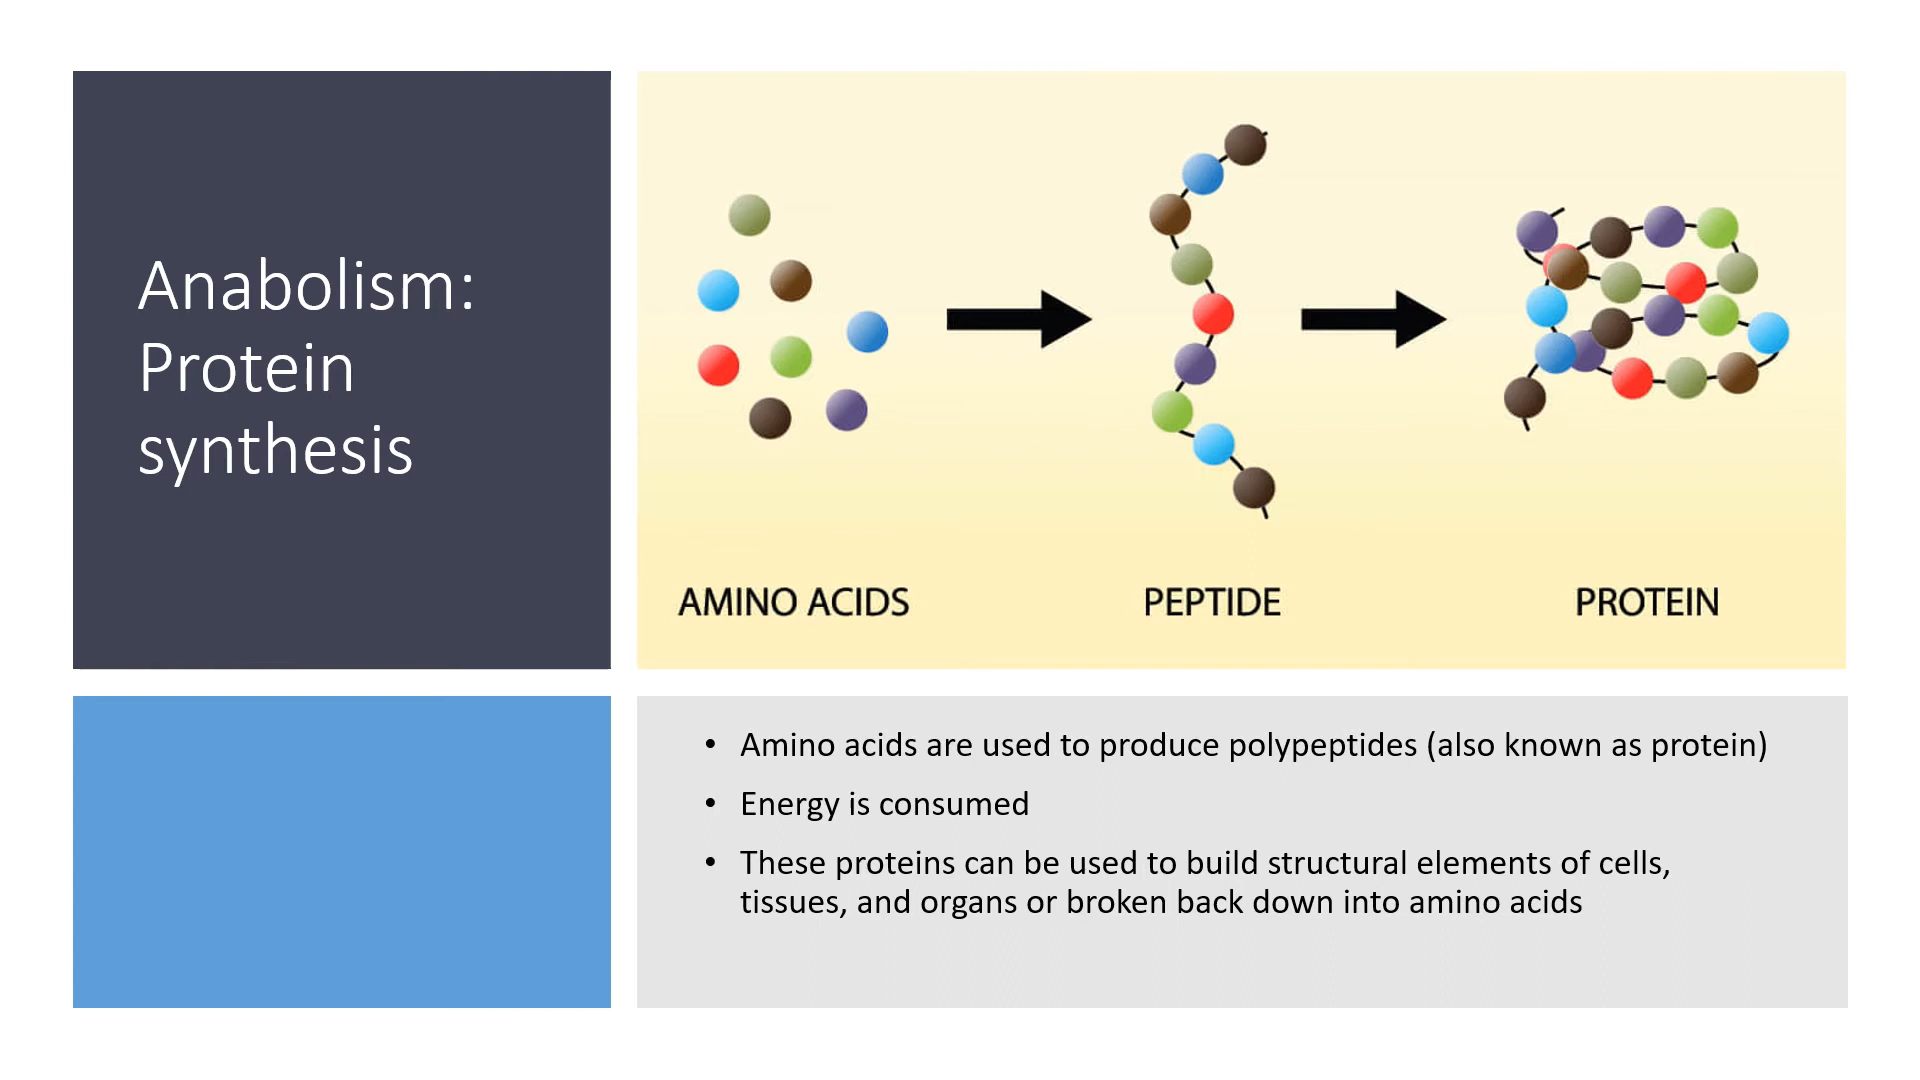 Anabolism:
Protein
synthesis
AMINO ACIDS
PEPTIDE
PROTEIN
• Amino acids are used to produce polypeptides (also known as protein)
• Energy is consumed
• These proteins can be used to build structural elements of cells,
tissues, and organs or broken back down into amino acids